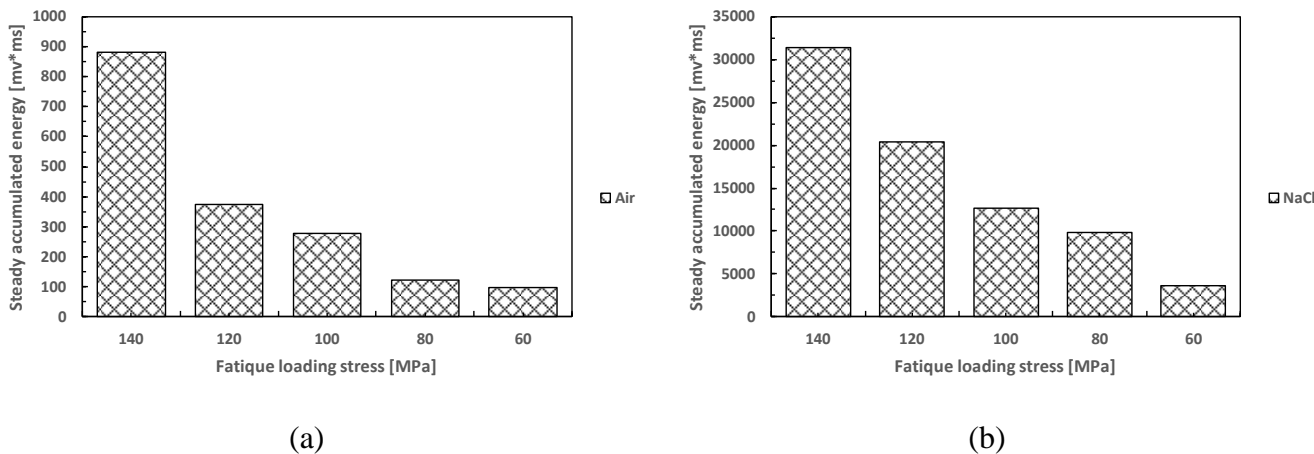 Steady accumulated energy [mv*ms]
1000
900
800
700
600
500
400
300
200
100
0
140 120 100 80 60
Fatique loading stress [MPa]
Air
(a)
Steady accumulated energy [mv*ms]
35000
30000
25000
20000
15000
10000
5000
0
140 120 100 80 60
Fatique loading stress [MPa]
NaCl
(b)